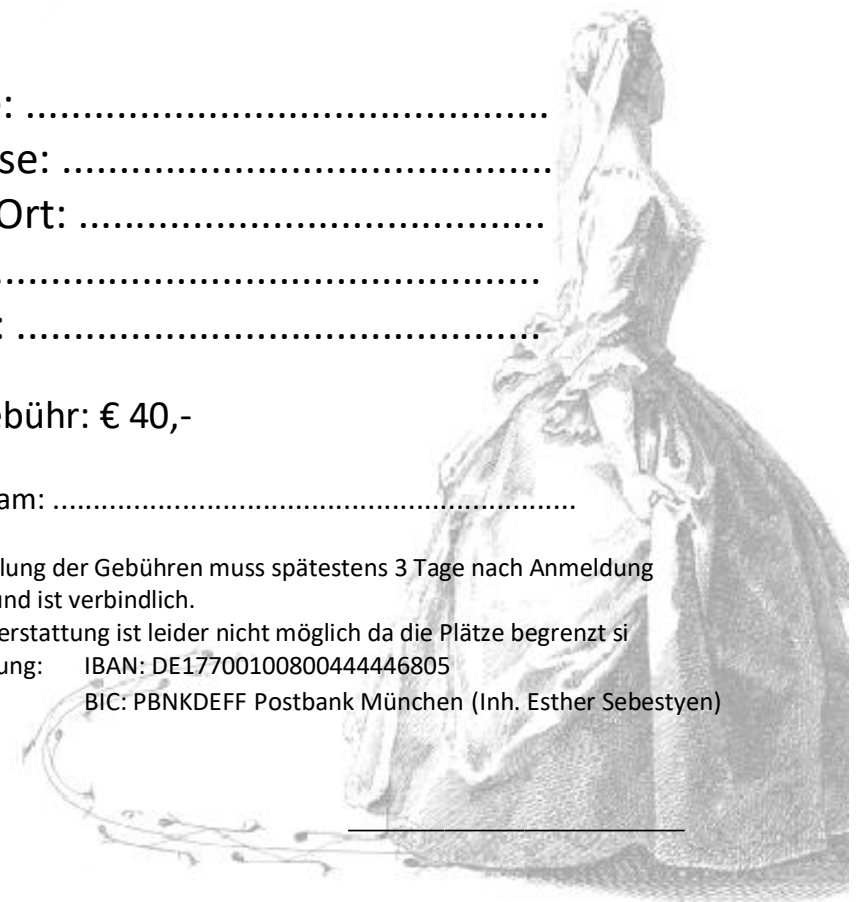 : ..............................................
se: ...........................................
Ort: .........................................
................................................
: ..............................................
ebühr: € 40,-
am: ................................................................
lung der Gebühren muss spätestens 3 Tage nach Anmeldung
und ist verbindlich.
erstattung ist leider nicht möglich da die Plätze begrenzt si
ung: IBAN: DE17700100800444446805
BIC: PBNKDEFF Postbank München (Inh. Esther Sebestyen)